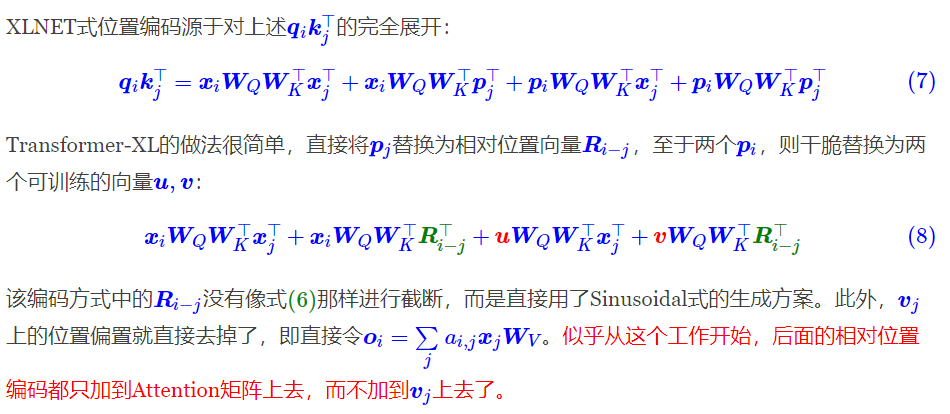 XLNET式位置编码源于对上述$\boldsymbol{q}_i \boldsymbol{k}_j^{\top}$的完全展开：
$\boldsymbol{q}_i \boldsymbol{k}_j^{\top} = \boldsymbol{x}_i \boldsymbol{W}_Q \boldsymbol{W}_K^{\top} \boldsymbol{x}_j^{\top} + \boldsymbol{x}_i \boldsymbol{W}_Q \boldsymbol{W}_K^{\top} \boldsymbol{p}_j^{\top} + \boldsymbol{p}_i \boldsymbol{W}_Q \boldsymbol{W}_K^{\top} \boldsymbol{x}_j^{\top} + \boldsymbol{p}_i \boldsymbol{W}_Q \boldsymbol{W}_K^{\top} \boldsymbol{p}_j^{\top}$ (7)
Transformer-XL的做法很简单，直接将$\boldsymbol{p}_j$替换为相对位置向量$\boldsymbol{R}_{i-j}$，至于两个$\boldsymbol{p}_i$，则干脆替换为两
个可训练的向量$\boldsymbol{u}, \boldsymbol{v}$：
$\boldsymbol{x}_i \boldsymbol{W}_Q \boldsymbol{W}_K^{\top} \boldsymbol{x}_j^{\top} + \boldsymbol{x}_i \boldsymbol{W}_Q \boldsymbol{W}_K^{\top} \boldsymbol{R}_{i-j}^{\top} + \boldsymbol{u} \boldsymbol{W}_Q \boldsymbol{W}_K^{\top} \boldsymbol{x}_j^{\top} + \boldsymbol{v} \boldsymbol{W}_Q \boldsymbol{W}_K^{\top} \boldsymbol{R}_{i-j}^{\top}$ (8)
该编码方式中的$\boldsymbol{R}_{i-j}$没有像式(6)那样进行截断，而是直接用了Sinusoidal式的生成方案。此外，$\boldsymbol{v}_j$
上的位置偏置就直接去掉了，即直接令$\boldsymbol{o}_i = \sum\limits_j a_{i,j} \boldsymbol{x}_j \boldsymbol{W}_V$。似乎从这个工作开始，后面的相对位置
编码都只加到Attention矩阵上去，而不加到$\boldsymbol{v}_j$上去了。